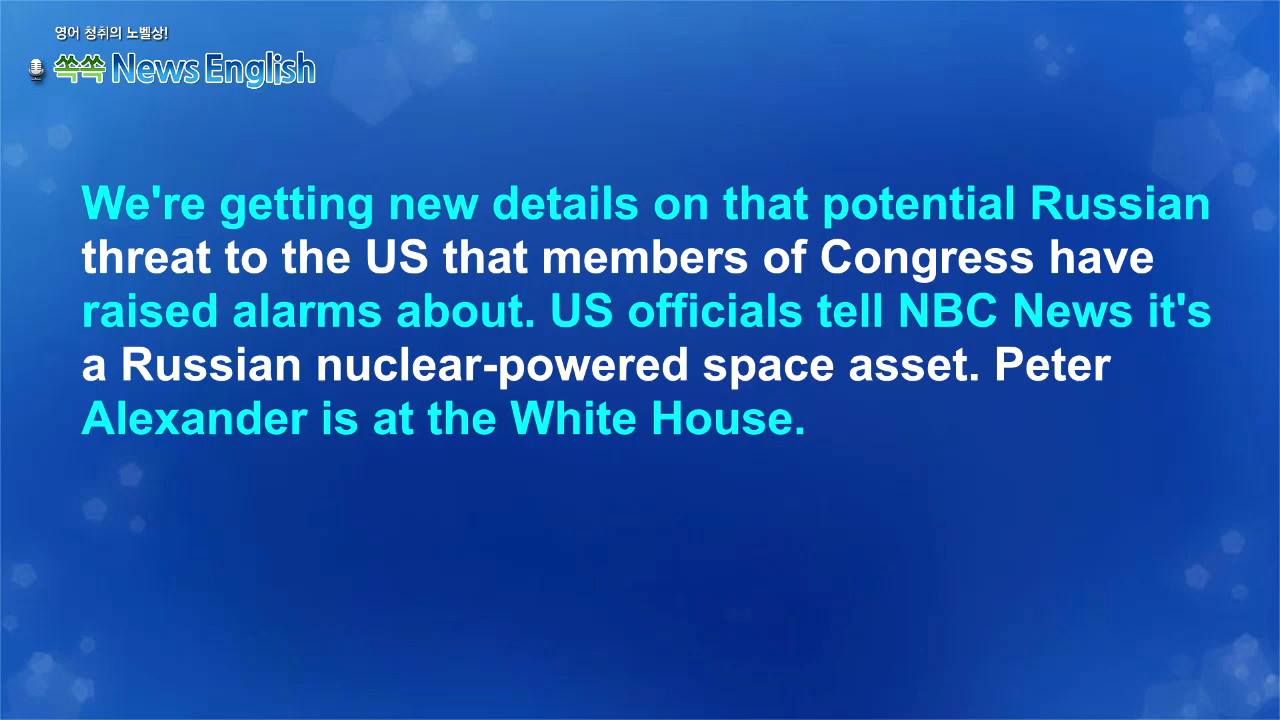 영어 청취의 노벨상!
쏙쏙 News English
We're getting new details on that potential Russian
threat to the US that members of Congress have
raised alarms about. US officials tell NBC News it's
a Russian nuclear-powered space asset. Peter
Alexander is at the White House.